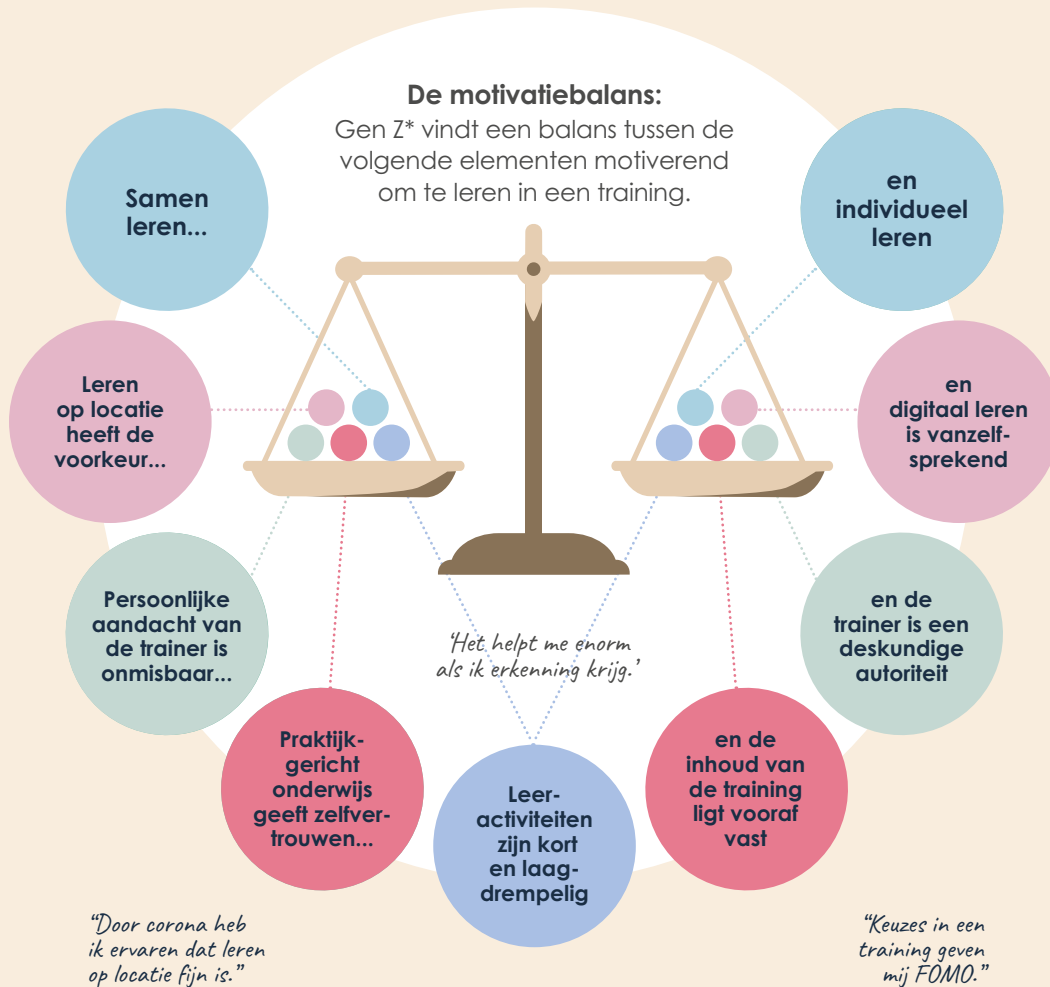 De motivatiebalans:
Gen Z* vindt een balans tussen de
volgende elementen motiverend
om te leren in een training.
Samen
leren...
en
individueel
leren
Leren
op locatie
heeft de
voorkeur...
en
digitaal leren
is vanzelf-
sprekend
Persoonlijke
aandacht van
de trainer is
onmisbaar...
en de
trainer is een
deskundige
autoriteit
'Het helpt me enorm
als ik erkenning krijg.'
Praktijk-
gericht
onderwijs
geeft zelfver-
trouwen...
Leer-
activiteiten
zijn kort
en laag-
drempelig
en de
inhoud van
de training
ligt vooraf
vast
"Door corona heb
ik ervaren dat leren
op locatie fijn is."
"Keuzes in een
training geven
mij FOMO."